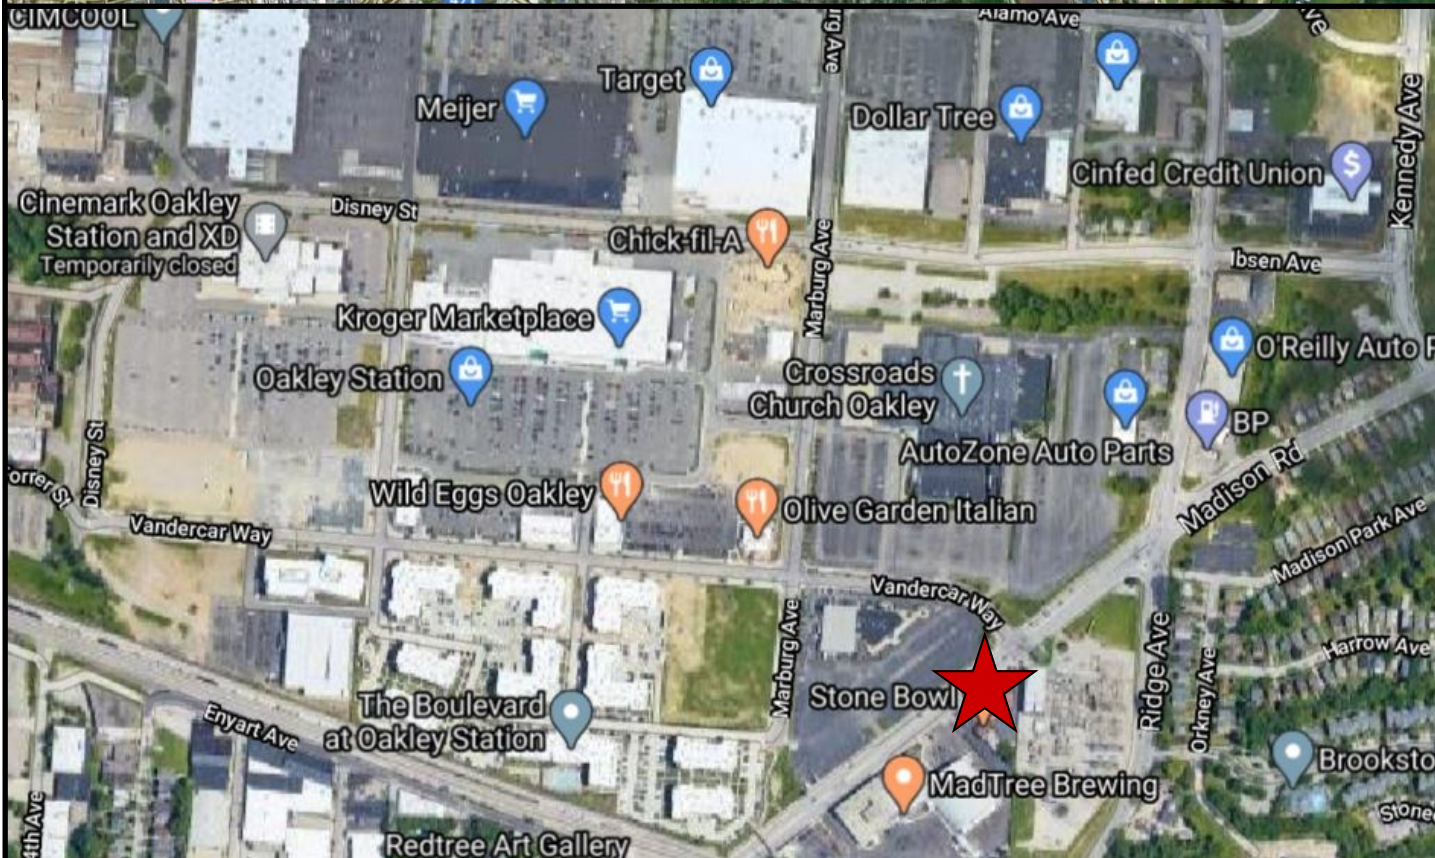 CIMCOOL
Alamo Ave
Target
Meijer
Dollar Tree
Cinfed Credit Union
Kennedy Ave
Cinemark Oakley
Station and XD
Temporarily closed
Disney St
Chick-fil-A
Marburg Ave
Ibsen Ave
Kroger Marketplace
Oakley Station
Crossroads
Church Oakley
O'Reilly Auto P
BP
AutoZone Auto Parts
Madison Rd
Disney St
Wild Eggs Oakley
Olive Garden Italian
Vandercar Way
Madison Park Ave
Vandercar Way
Marburg Ave
Ridge Ave
Orkney Ave
Harrow Ave
Stone Bowl
The Boulevard
at Oakley Station
Enyart Ave
MadTree Brewing
Brooksto
4th Ave
Redtree Art Gallery